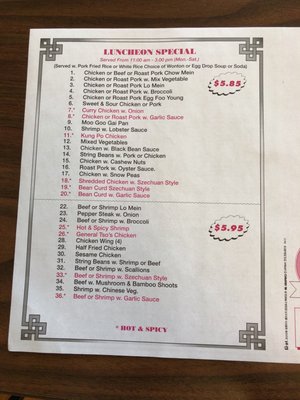 LUNCHEON SPECIAL
Served From 11:00 am - 3:00 pm (Mon.-Sat.)
(Served w. Pork Fried Rice or White Rice Choice of Wonton or Egg Drop Soup or Soda)
1. Chicken or Beef or Roast Pork Chow Mein
2. Chicken or Roast Pork w. Mix Vegetable
3. Chicken or Roast Pork Lo Mein
4. Chicken or Roast Pork w. Broccoli
5. Chicken or Roast Pork Egg Foo Young
6. Sweet & Sour Chicken or Pork
7.* Curry Chicken w. Onion
8.* Chicken or Roast Pork w. Garlic Sauce
9. Moo Goo Gai Pan
10. Shrimp w. Lobster Sauce
11.* Kung Po Chicken
12. Mixed Vegetables
13. Chicken w. Black Bean Sauce
14. String Beans w. Pork or Chicken
15. Chicken w. Cashew Nuts
16. Roast Pork w. Oyster Sauce
17. Chicken w. Snow Peas
18.* Shredded Chicken w. Szechuan Style
19.* Bean Curd Szechuan Style
20.* Bean Curd w. Garlic Sauce
$5.85
22. Beef or Shrimp Lo Mein
23. Pepper Steak w. Onion
24. Beef or Shrimp w. Broccoli
25.* Hot & Spicy Shrimp
26.* General Tso's Chicken
28. Chicken Wing (4)
29. Half Fried Chicken
30. Sesame Chicken
31. String Beans w. Shrimp or Beef
32. Beef or Shrimp w. Scallions
33.* Beef or Shrimp w. Szechuan Style
34. Beef w. Mushroom & Bamboo Shoots
35. Shrimp w. Chinese Veg.
36.* Beef or Shrimp w. Garlic Sauce
$5.95
* HOT & SPICY